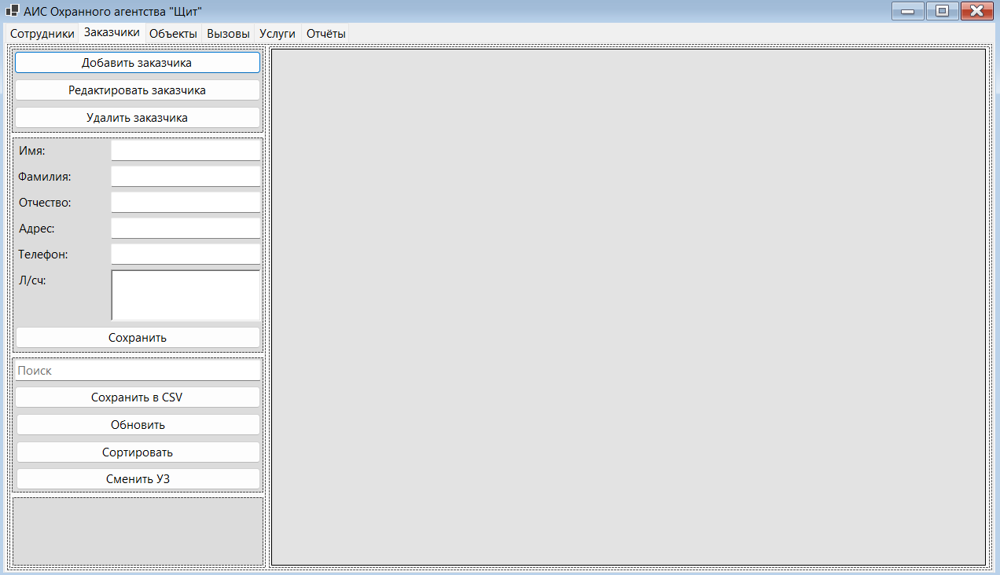 АИС Охранного агентства "Щит"
Сотрудники Заказчики Объекты Вызовы Услуги Отчёты
Добавить заказчика
Редактировать заказчика
Удалить заказчика
Имя:
Фамилия:
Отчество:
Адрес:
Телефон:
Л/сч:
Сохранить
Поиск
Сохранить в CSV
Обновить
Сортировать
Сменить УЗ